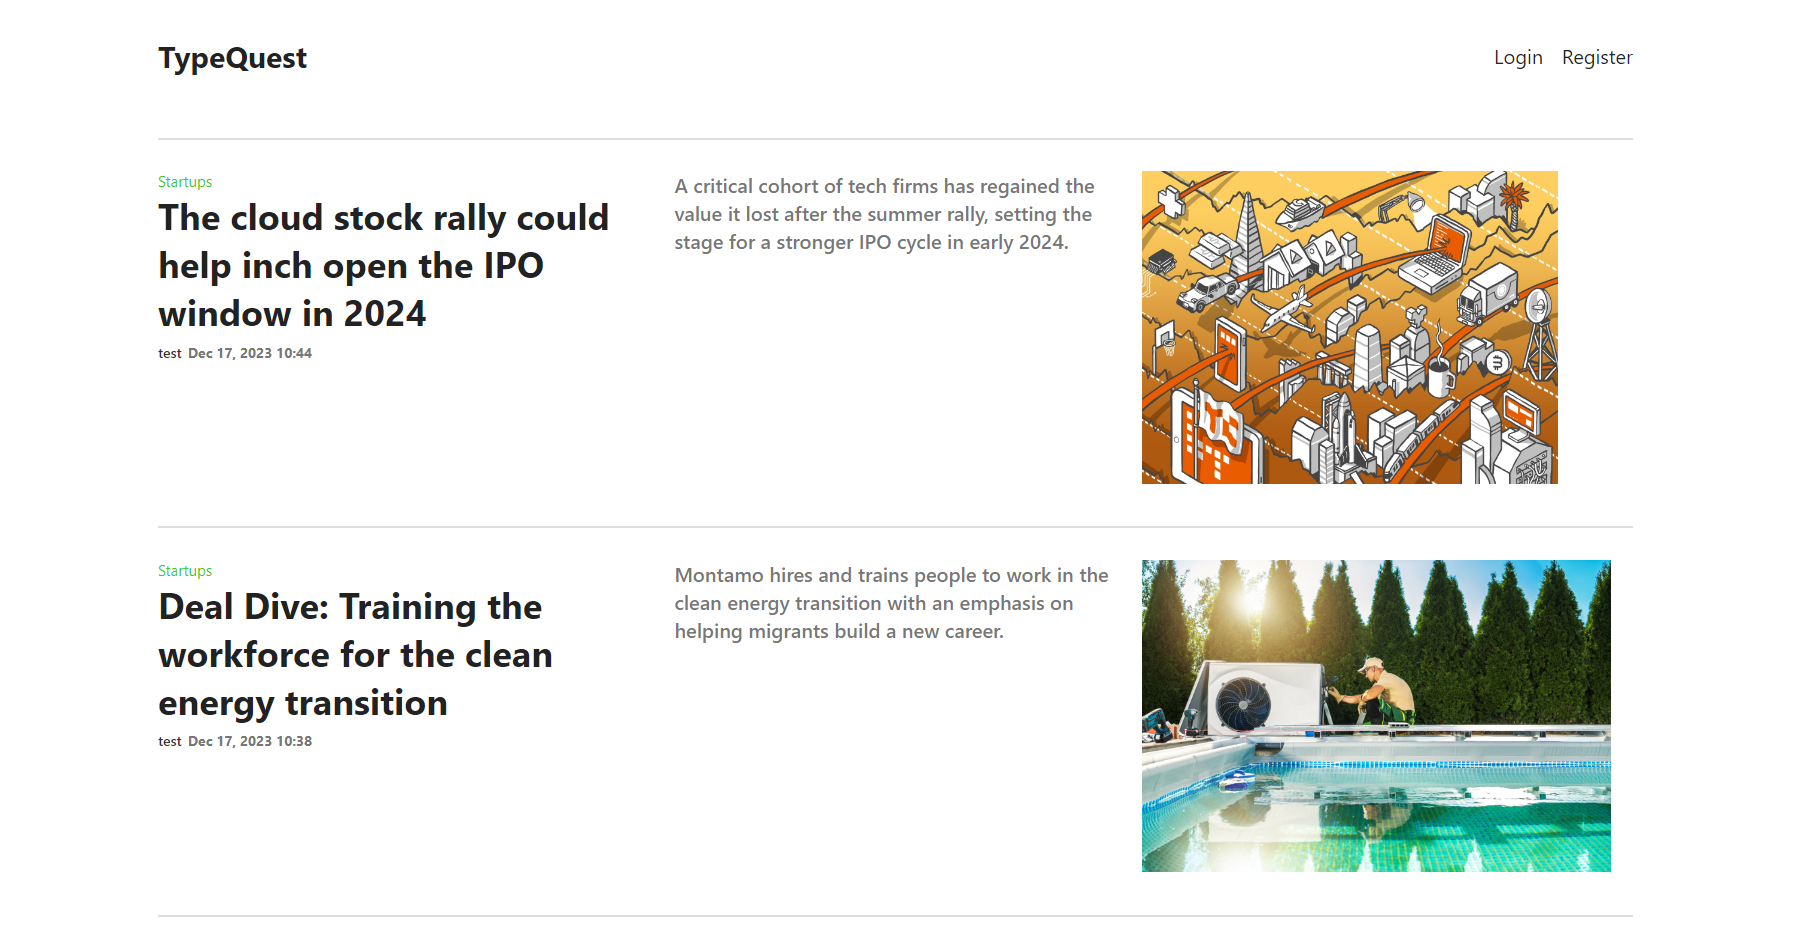 TypeQuest
Login Register
Startups
The cloud stock rally could
help inch open the IPO
window in 2024
test Dec 17, 2023 10:44
A critical cohort of tech firms has regained the
value it lost after the summer rally, setting the
stage for a stronger IPO cycle in early 2024.
Startups
Deal Dive: Training the
workforce for the clean
energy transition
test Dec 17, 2023 10:38
Montamo hires and trains people to work in the
clean energy transition with an emphasis on
helping migrants build a new career.